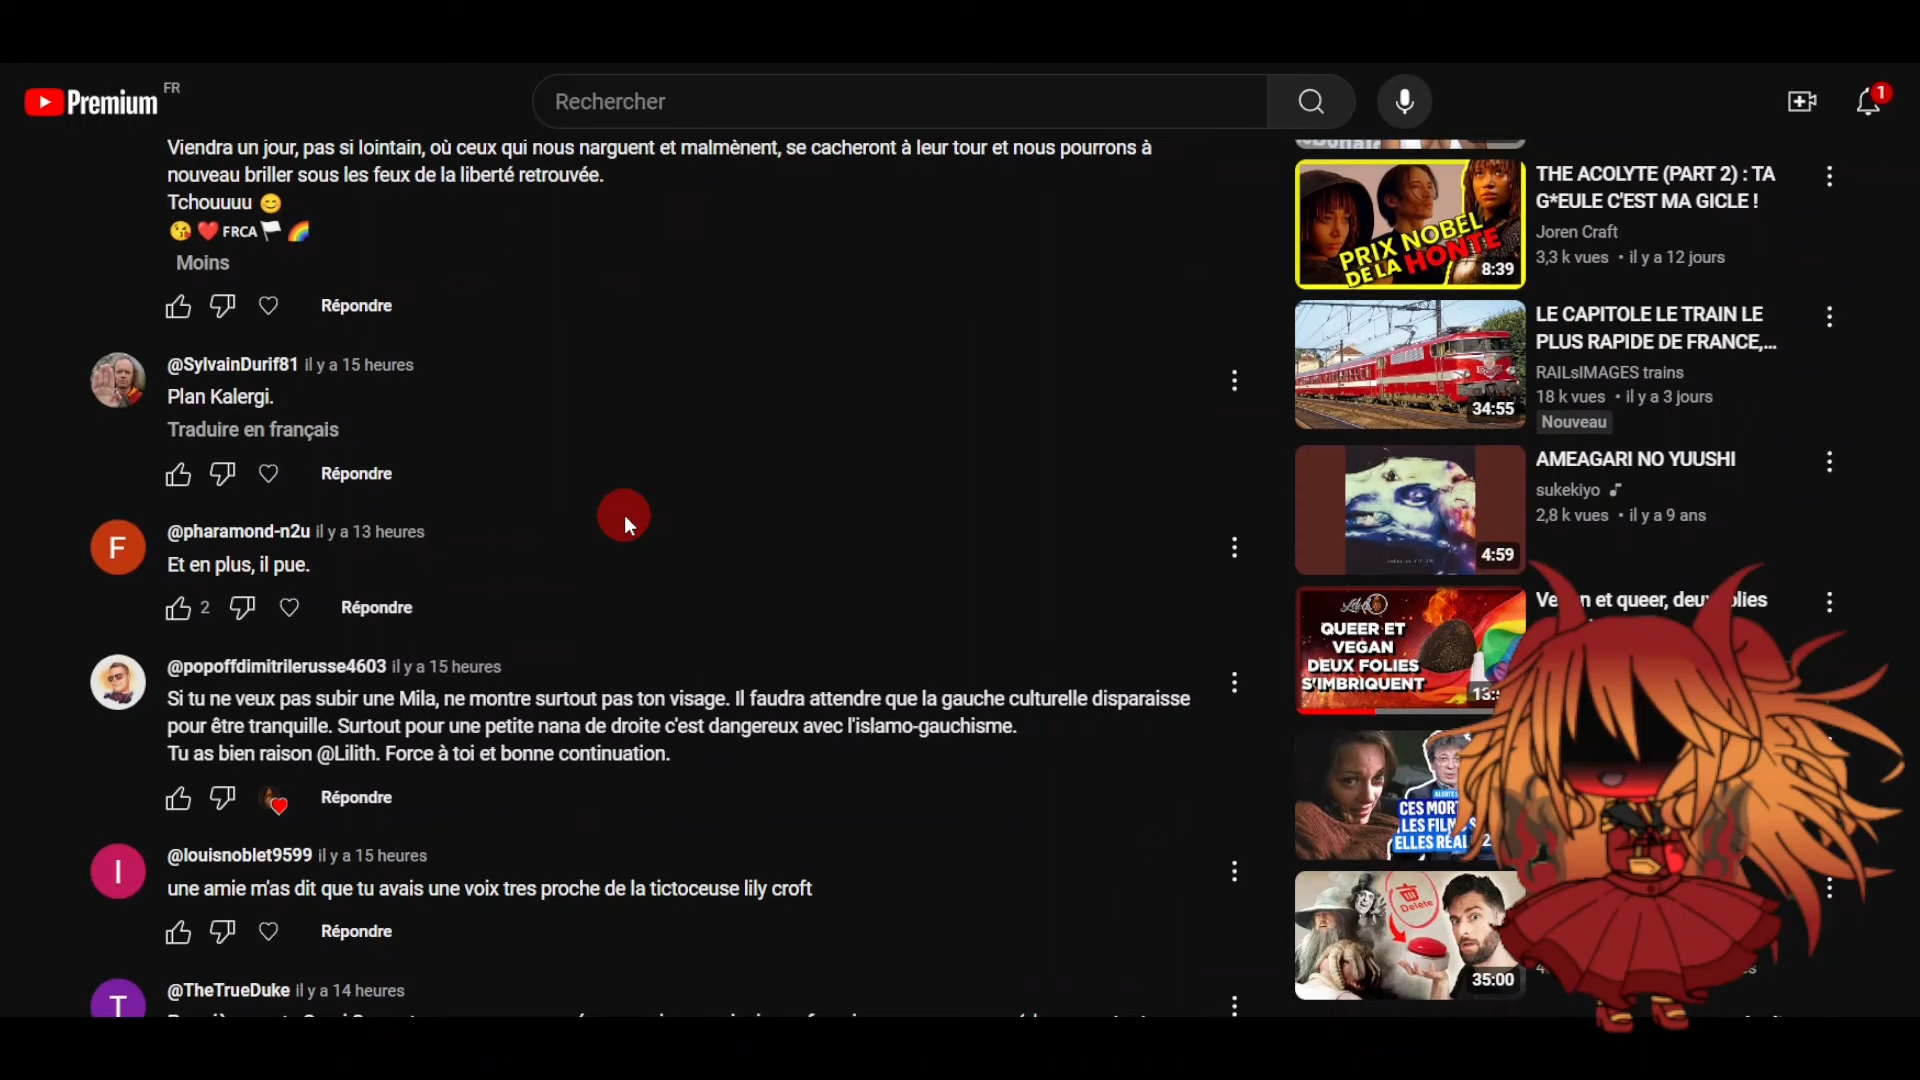 Premium FR
Rechercher
1
Viendra un jour, pas si lointain, où ceux qui nous narguent et malmènent, se cacheront à leur tour et nous pourrons à
nouveau briller sous les feux de la liberté retrouvée.
Tchouuuu 😊
😘 ❤️ FRCA 🏳 🌈
Moins
Répondre
@SylvainDurif81 il y a 15 heures
Plan Kalergi.
Traduire en français
Répondre
F
@pharamond-n2u il y a 13 heures
Et en plus, il pue.
2
Répondre
@popoffdimitrilerusse4603 il y a 15 heures
Si tu ne veux pas subir une Mila, ne montre surtout pas ton visage. Il faudra attendre que la gauche culturelle disparaisse
pour être tranquille. Surtout pour une petite nana de droite c'est dangereux avec l'islamo-gauchisme.
Tu as bien raison @Lilith. Force à toi et bonne continuation.
Répondre
I
@louisnoblet9599 il y a 15 heures
une amie m'as dit que tu avais une voix tres proche de la tictoceuse lily croft
Répondre
T
@TheTrueDuke il y a 14 heures
PRIX NOBEL
DE LA HONTE
8:39
THE ACOLYTE (PART 2) : TA
G*EULE C'EST MA GICLE !
Joren Craft
3,3 k vues • il y a 12 jours
34:55
LE CAPITOLE LE TRAIN LE
PLUS RAPIDE DE FRANCE,...
RAILsIMAGES trains
18 k vues • il y a 3 jours
Nouveau
4:59
AMEAGARI NO YUUSHI
sukekiyo
2,8 k vues • il y a 9 ans
QUEER ET
VEGAN
DEUX FOLIES
S'IMBRIQUENT
et queer,
CES
LES
ELLES
Delete
35:00